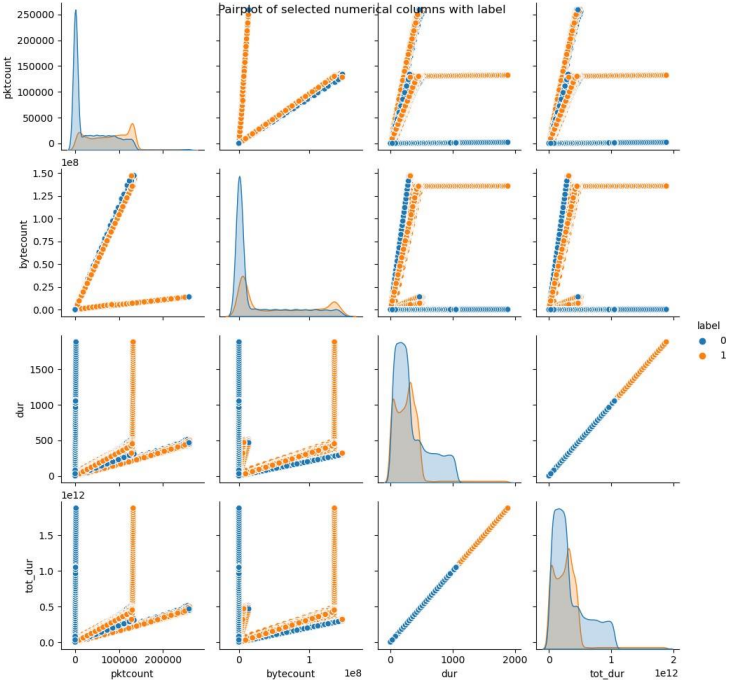 Pairplot of selected numerical columns with label
250000
200000
150000
100000
50000
0
pktcount
1e8
1.50
1.25
1.00
0.75
0.50
0.25
0.00
bytecount
label
0
1
1500
1000
500
0
dur
1e12
1.5
1.0
0.5
0.0
tot_dur
0 100000 200000
pktcount
0 1
1e8
bytecount
0 1000 2000
dur
0 1 2
1e12
tot_dur